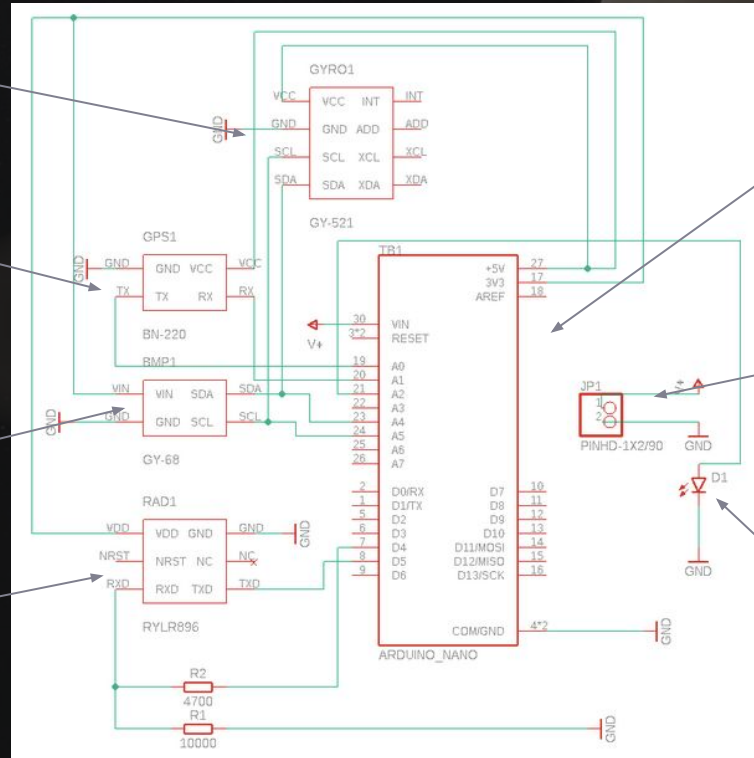 GYRO1
VCC VCC INT INT
GND GND ADD ADD
SCL SCL XCL XCL
SDA SDA XDA XDA
GY-521
GPS1
GND GND VCC VCC
TX TX RX RX
BN-220
BMP1
VIN VIN SDA SDA
GND GND SCL SCL
GY-68
RAD1
VDD VDD GND GND
NRST NRST NC NC
RXD RXD TXD TXD
RYLR896
R2
4700
R1
10000
TB1
+5V 27
3V3 17
AREF 18
30 VIN
3*2 RESET
V+
19 A0
20 A1
21 A2
22 A3
23 A4
24 A5
25 A6
26 A7
2 D0/RX
1 D1/TX
5 D2
6 D3
7 D4
8 D5
9 D6
D7 10
D8 11
D9 12
D10 13
D11/MOSI 14
D12/MISO 15
D13/SCK 16
COM/GND 4*2
ARDUINO_NANO
JP1
1
2
PINHD-1X2/90
V+
GND
D1
GND
GND
GND
GND
GND
GND
GND